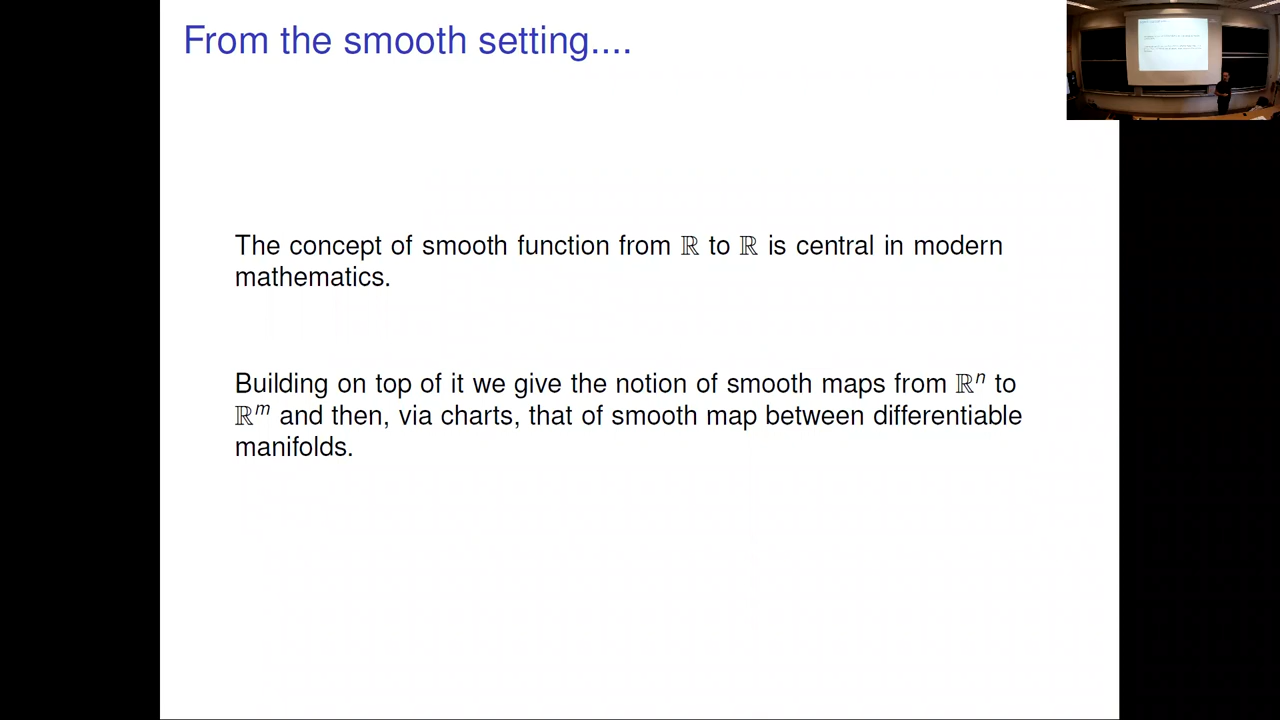 From the smooth setting....
The concept of smooth function from ℝ to ℝ is central in modern
mathematics.
Building on top of it we give the notion of smooth maps from ℝⁿ to
ℝᵐ and then, via charts, that of smooth map between differentiable
manifolds.